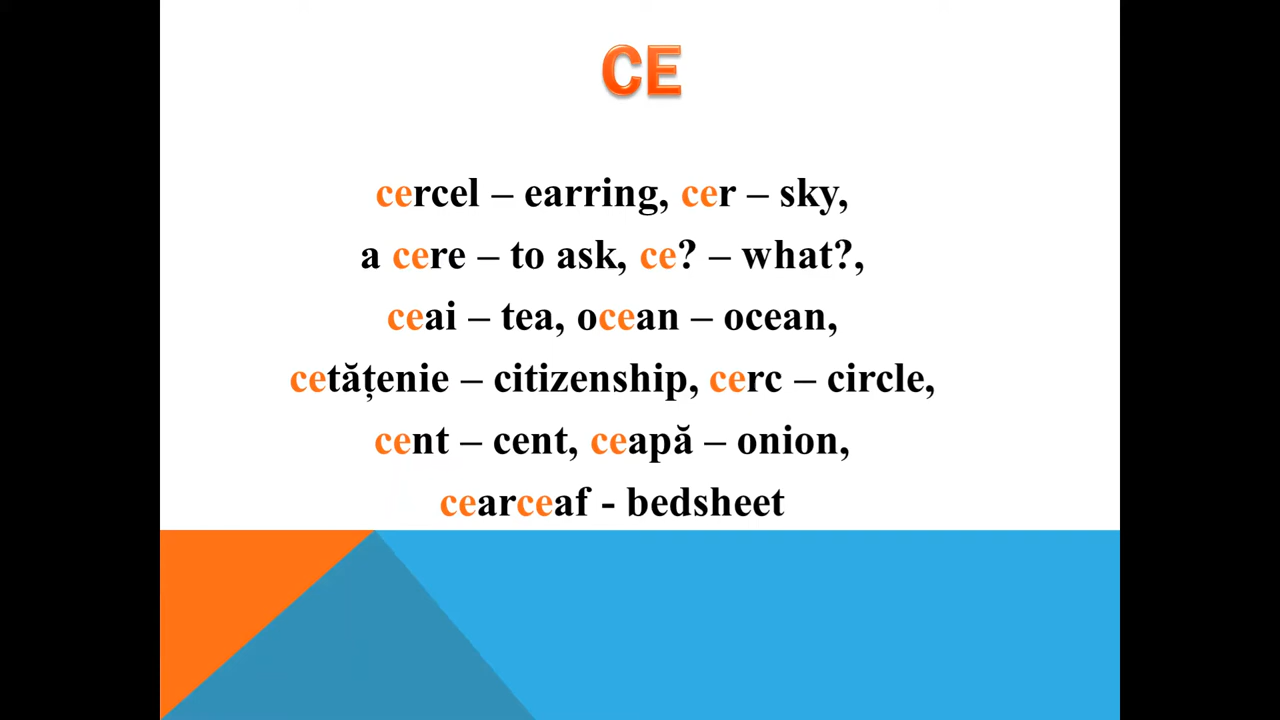 CE
cercel – earring, cer – sky,
a cere – to ask, ce? – what?,
ceai – tea, ocean – ocean,
cetățenie – citizenship, cerc – circle,
cent – cent, ceapă – onion,
cearceaf - bedsheet